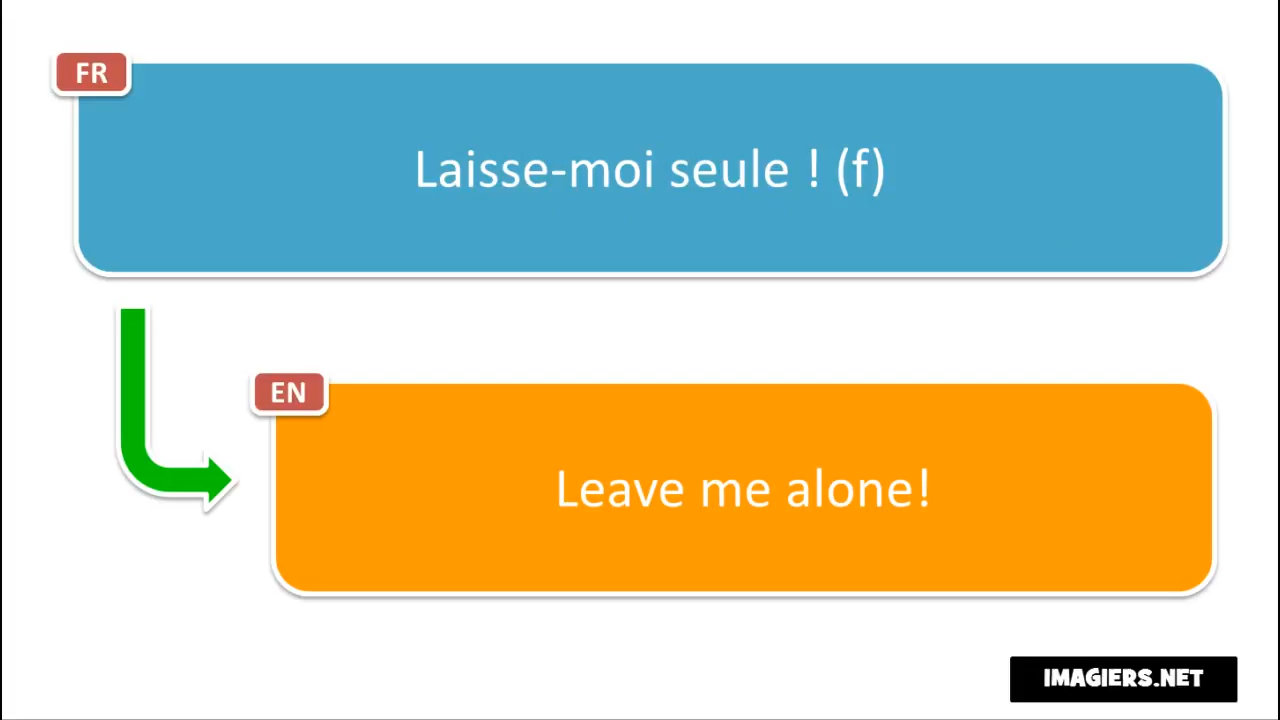 FR
Laisse-moi seule ! (f)
EN
Leave me alone!
IMAGIERS.NET